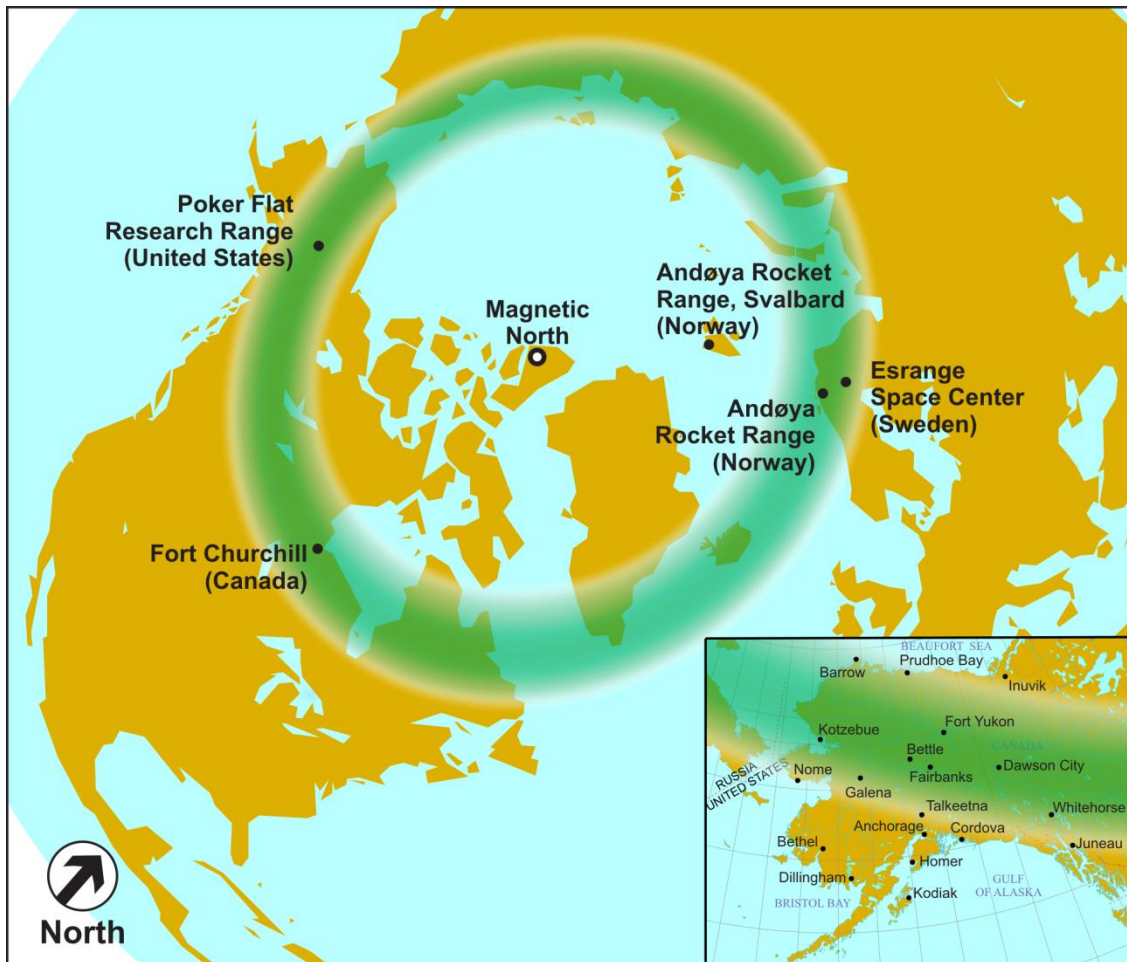 Poker Flat
Research Range
(United States)
Magnetic
North
Andøya Rocket
Range, Svalbard
(Norway)
Esrange
Space Center
(Sweden)
Andøya
Rocket Range
(Norway)
Fort Churchill
(Canada)
North
BEAUFORT SEA
Barrow
Prudhoe Bay
Inuvik
Kotzebue
Fort Yukon
Bettle
CANADA
Fairbanks
Dawson City
RUSSIA
UNITED STATES
Nome
Galena
Talkeetna
Whitehorse
Anchorage
Cordova
Bethel
Juneau
Homer
Dillingham
GULF
OF ALASKA
Kodiak
BRISTOL BAY